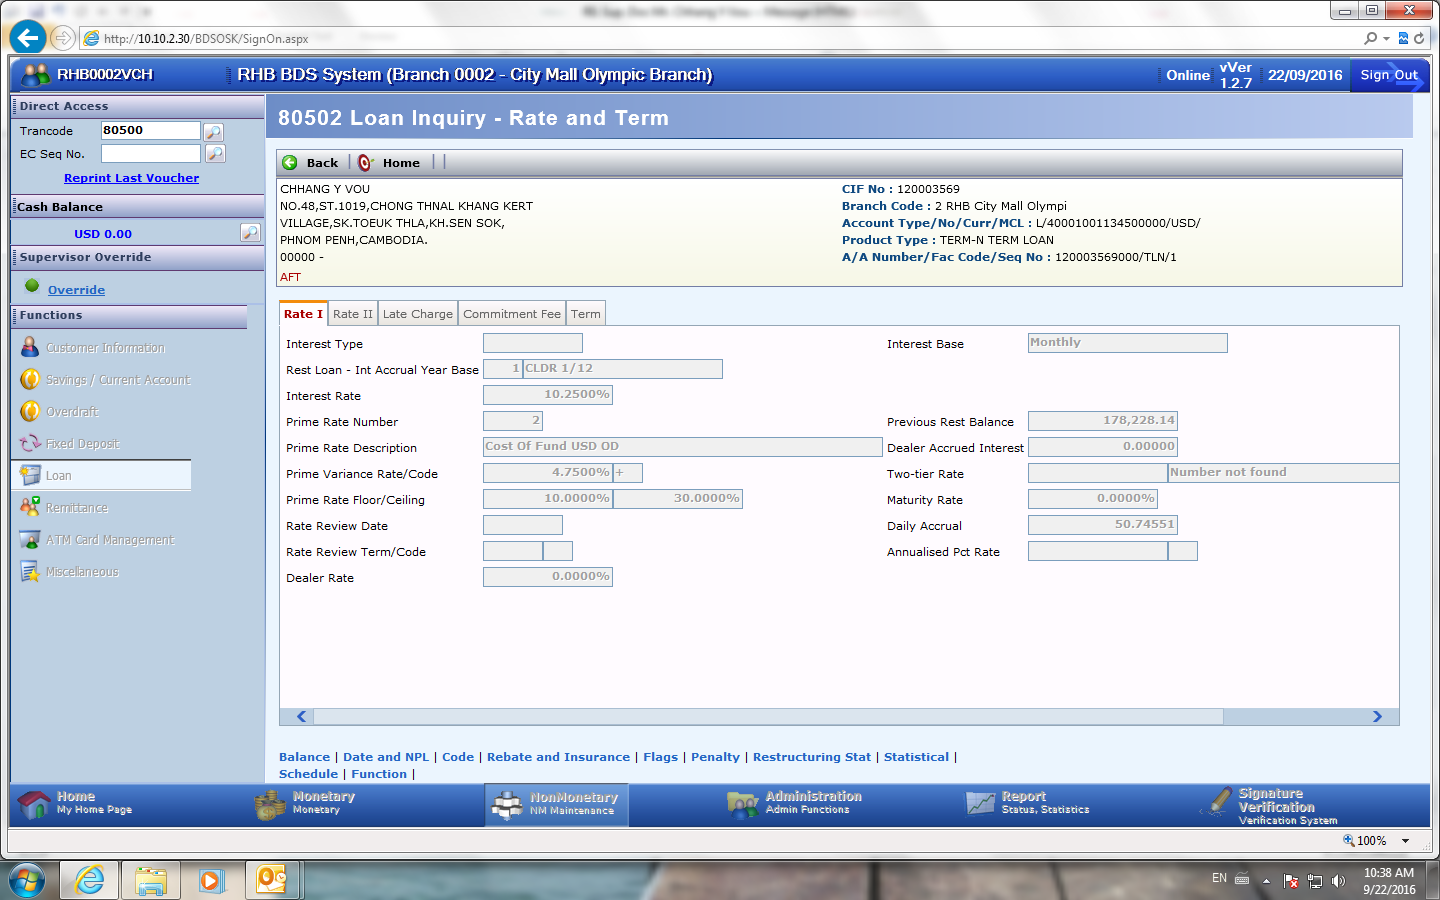 http://10.10.2.30/BDSOSK/SignOn.aspx
RHB0002VCH
RHB BDS System (Branch 0002 - City Mall Olympic Branch)
Online
vVer 1.2.7
22/09/2016
Sign Out
Direct Access
Trancode 80500
EC Seq No.
Reprint Last Voucher
Cash Balance
USD 0.00
Supervisor Override
Override
Functions
Customer Information
Savings / Current Account
Overdraft
Fixed Deposit
Loan
Remittance
ATM Card Management
Miscellaneous
80502 Loan Inquiry - Rate and Term
Back | Home
CHHANG Y VOU
NO.48,ST.1019,CHONG THNAL KHANG KERT
VILLAGE,SK.TOEUK THLA,KH.SEN SOK,
PHNOM PENH,CAMBODIA.
00000 -
AFT
CIF No : 120003569
Branch Code : 2 RHB City Mall Olympi
Account Type/No/Curr/MCL : L/40001001134500000/USD/
Product Type : TERM-N TERM LOAN
A/A Number/Fac Code/Seq No : 120003569000/TLN/1
Rate I Rate II Late Charge Commitment Fee Term
Interest Type
Interest Base Monthly
Rest Loan - Int Accrual Year Base 1 CLDR 1/12
Interest Rate 10.2500%
Prime Rate Number 2
Previous Rest Balance 178,228.14
Prime Rate Description Cost Of Fund USD OD
Dealer Accrued Interest 0.00000
Prime Variance Rate/Code 4.7500% +
Two-tier Rate Number not found
Prime Rate Floor/Ceiling 10.0000% 30.0000%
Maturity Rate 0.0000%
Rate Review Date
Daily Accrual 50.74551
Rate Review Term/Code
Annualised Pct Rate
Dealer Rate 0.0000%
Balance | Date and NPL | Code | Rebate and Insurance | Flags | Penalty | Restructuring Stat | Statistical |
Schedule | Function |
Home
My Home Page
Monetary
Monetary
NonMonetary
NM Maintenance
Administration
Admin Functions
Report
Status, Statistics
Signature
Verification
Verification System
100%
EN
10:38 AM
9/22/2016